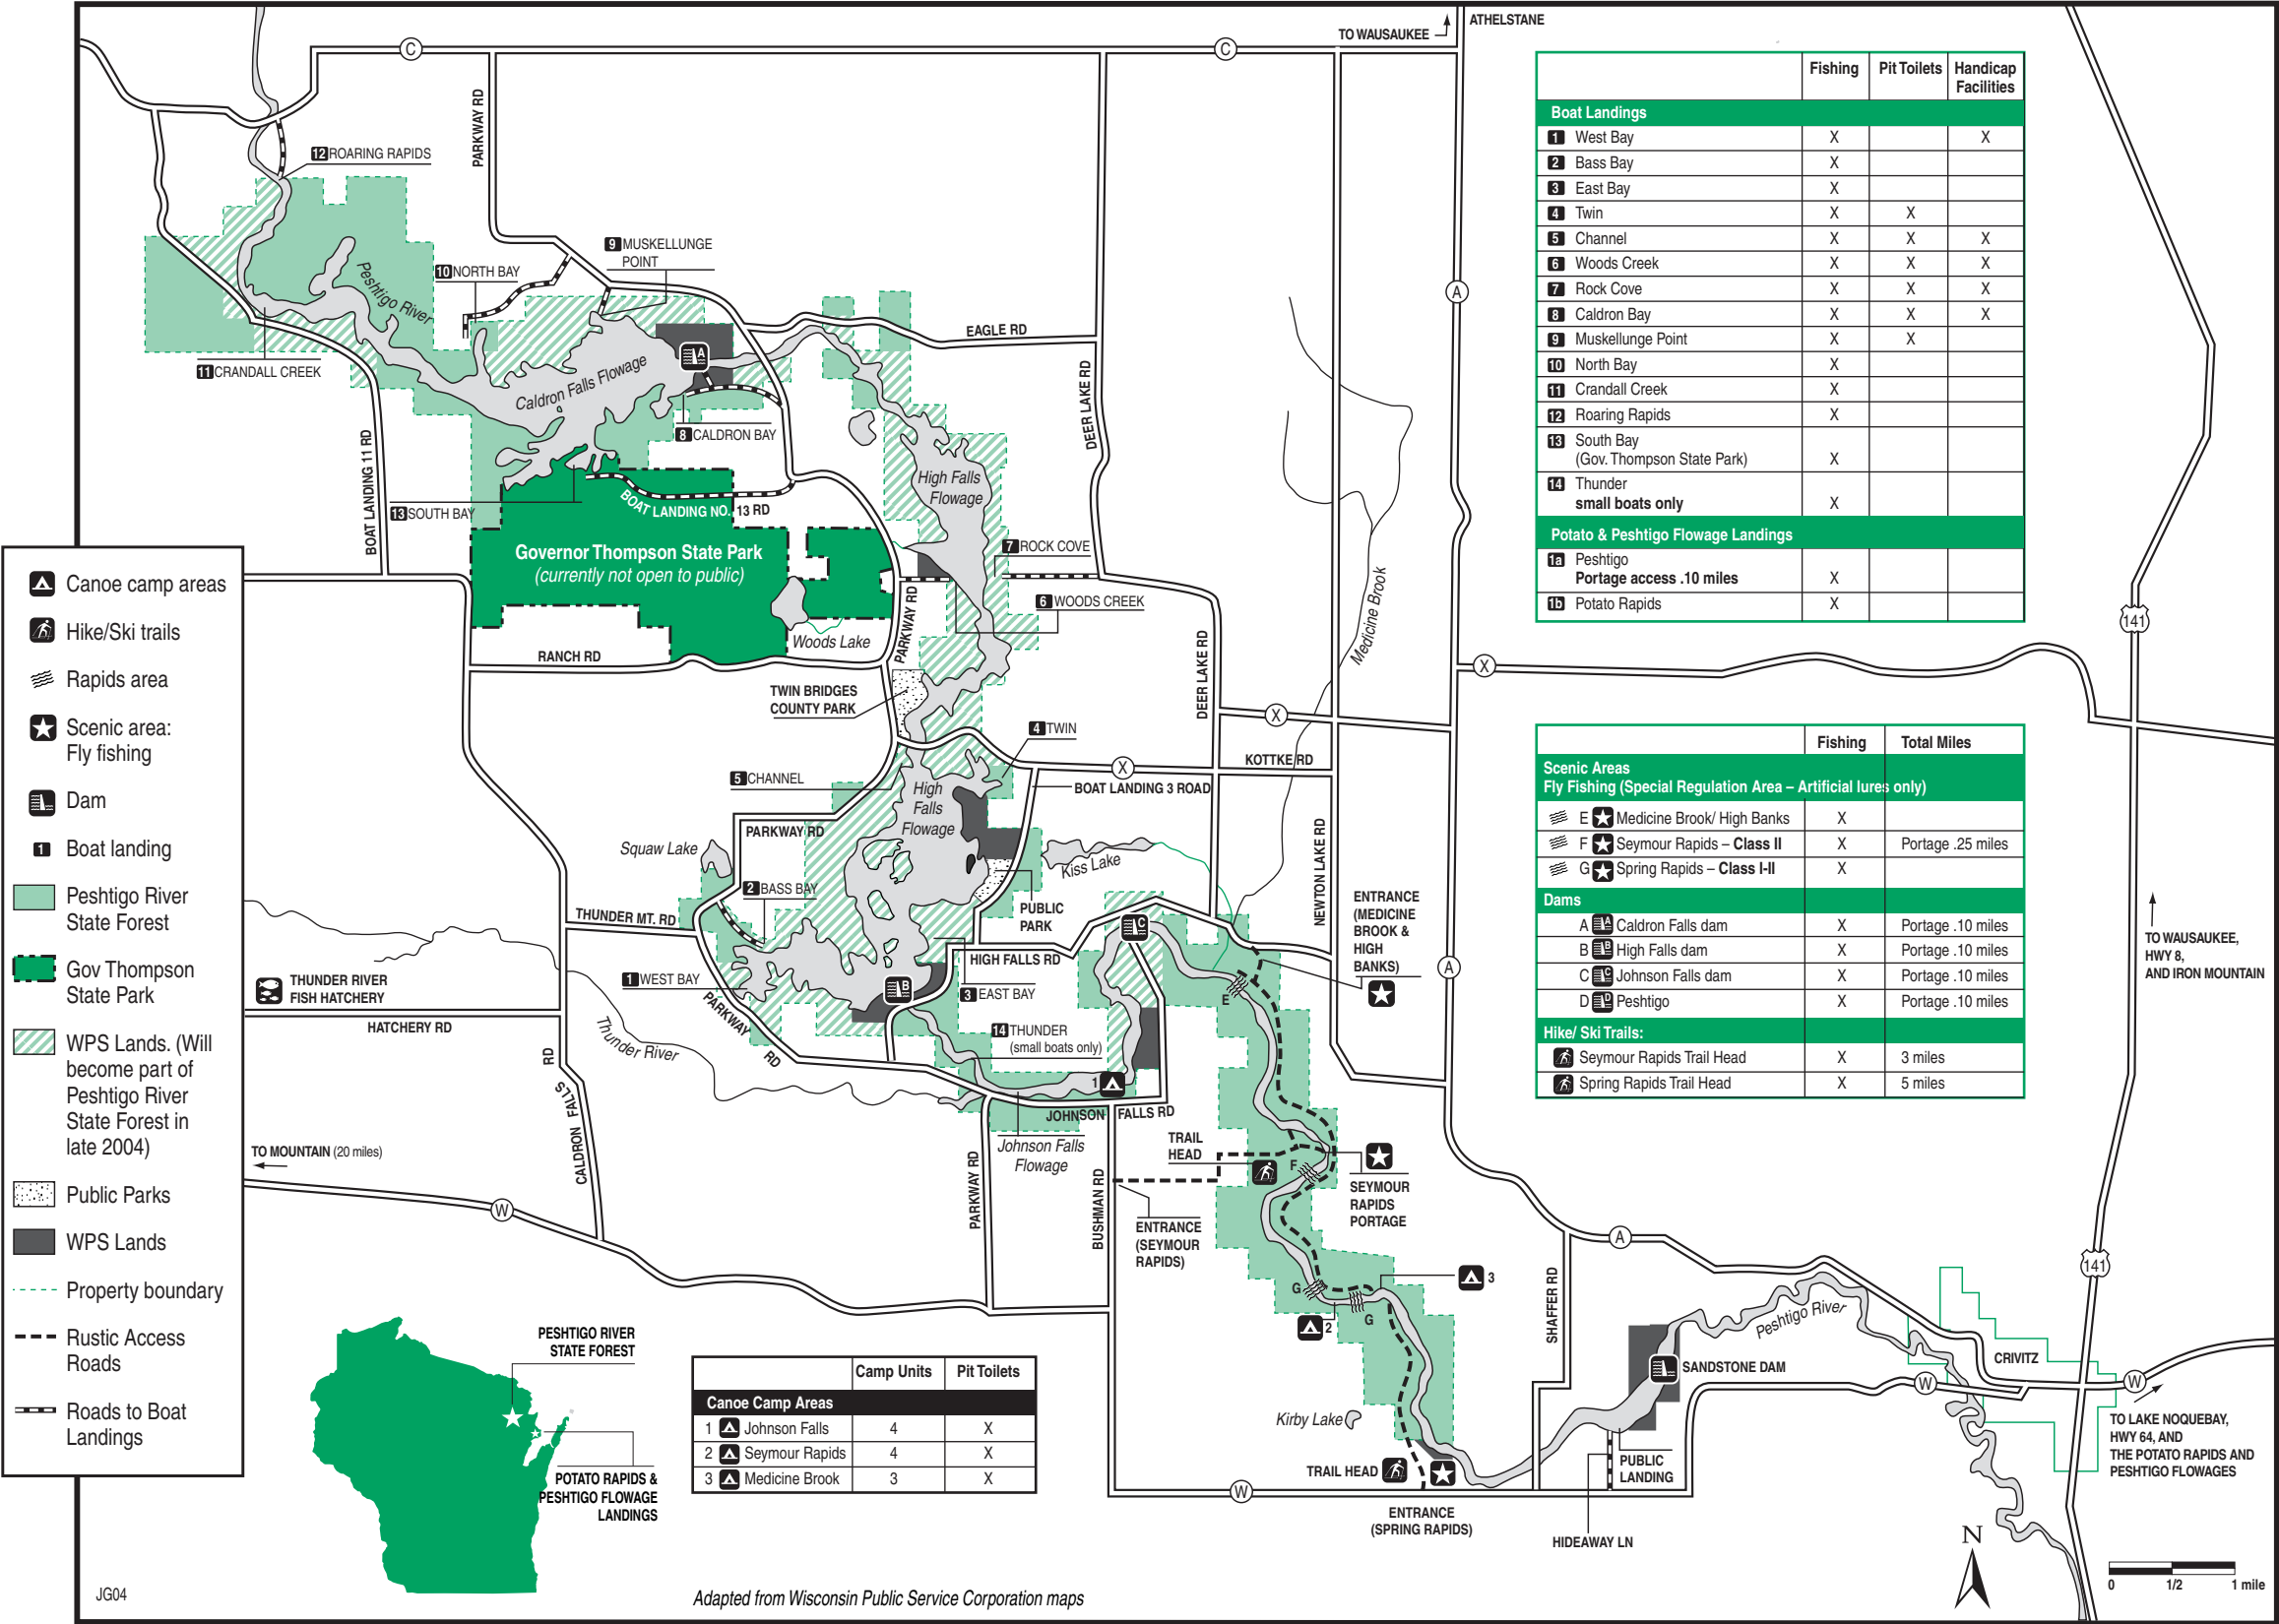 TO WAUSAUKEE
ATHELSTANE
C
C
PARKWAY RD
12 ROARING RAPIDS
9 MUSKELLUNGE
POINT
10 NORTH BAY
Peshtigo River
11 CRANDALL CREEK
Caldron Falls Flowage
A
EAGLE RD
DEER LAKE RD
8 CALDRON BAY
BOAT LANDING 11 RD
13 SOUTH BAY
BOAT LANDING NO. 13 RD
High Falls
Flowage
A
Governor Thompson State Park
(currently not open to public)
7 ROCK COVE
6 WOODS CREEK
PARKWAY RD
Woods Lake
RANCH RD
Medicine Brook
DEER LAKE RD
TWIN BRIDGES
COUNTY PARK
X
X
141
4 TWIN
X
KOTTKE RD
5 CHANNEL
BOAT LANDING 3 ROAD
High
Falls
Flowage
PARKWAY RD
Squaw Lake
Kiss Lake
NEWTON LAKE RD
2 BASS BAY
PUBLIC
PARK
THUNDER MT. RD
ENTRANCE
(MEDICINE
BROOK &
HIGH
BANKS)
C
HIGH FALLS RD
A
1 WEST BAY
B
3 EAST BAY
E
THUNDER RIVER
FISH HATCHERY
HATCHERY RD
PARKWAY RD
Thunder River
14 THUNDER
(small boats only)
1
JOHNSON FALLS RD
Johnson Falls
Flowage
CALDRON FALLS RD
TO MOUNTAIN (20 miles)
W
PARKWAY RD
BUSHMAN RD
TRAIL
HEAD
F
SEYMOUR
RAPIDS
PORTAGE
ENTRANCE
(SEYMOUR
RAPIDS)
G
G
3
2
A
SHAFFER RD
141
Peshtigo River
CRIVITZ
SANDSTONE DAM
W
W
Kirby Lake
TRAIL HEAD
W
ENTRANCE
(SPRING RAPIDS)
PUBLIC
LANDING
HIDEAWAY LN
TO WAUSAUKEE,
HWY 8,
AND IRON MOUNTAIN
TO LAKE NOQUEBAY,
HWY 64, AND
THE POTATO RAPIDS AND
PESHTIGO FLOWAGES
N
0 1/2 1 mile
Canoe camp areas
Hike/Ski trails
Rapids area
Scenic area:
Fly fishing
Dam
1 Boat landing
Peshtigo River
State Forest
Gov Thompson
State Park
WPS Lands. (Will
become part of
Peshtigo River
State Forest in
late 2004)
Public Parks
WPS Lands
Property boundary
Rustic Access
Roads
Roads to Boat
Landings
Fishing Pit Toilets Handicap
Facilities
Boat Landings
1 West Bay X X
2 Bass Bay X
3 East Bay X
4 Twin X X
5 Channel X X X
6 Woods Creek X X X
7 Rock Cove X X X
8 Caldron Bay X X X
9 Muskellunge Point X X
10 North Bay X
11 Crandall Creek X
12 Roaring Rapids X
13 South Bay
(Gov. Thompson State Park) X
14 Thunder
small boats only X
Potato & Peshtigo Flowage Landings
1a Peshtigo
Portage access .10 miles X
1b Potato Rapids X
Fishing Total Miles
Scenic Areas
Fly Fishing (Special Regulation Area – Artificial lures only)
E Medicine Brook/ High Banks X
F Seymour Rapids – Class II X Portage .25 miles
G Spring Rapids – Class I-II X
Dams
A A Caldron Falls dam X Portage .10 miles
B B High Falls dam X Portage .10 miles
C C Johnson Falls dam X Portage .10 miles
D D Peshtigo X Portage .10 miles
Hike/ Ski Trails:
Seymour Rapids Trail Head X 3 miles
Spring Rapids Trail Head X 5 miles
Camp Units Pit Toilets
Canoe Camp Areas
1 Johnson Falls 4 X
2 Seymour Rapids 4 X
3 Medicine Brook 3 X
PESHTIGO RIVER
STATE FOREST
POTATO RAPIDS &
PESHTIGO FLOWAGE
LANDINGS
JG04
Adapted from Wisconsin Public Service Corporation maps